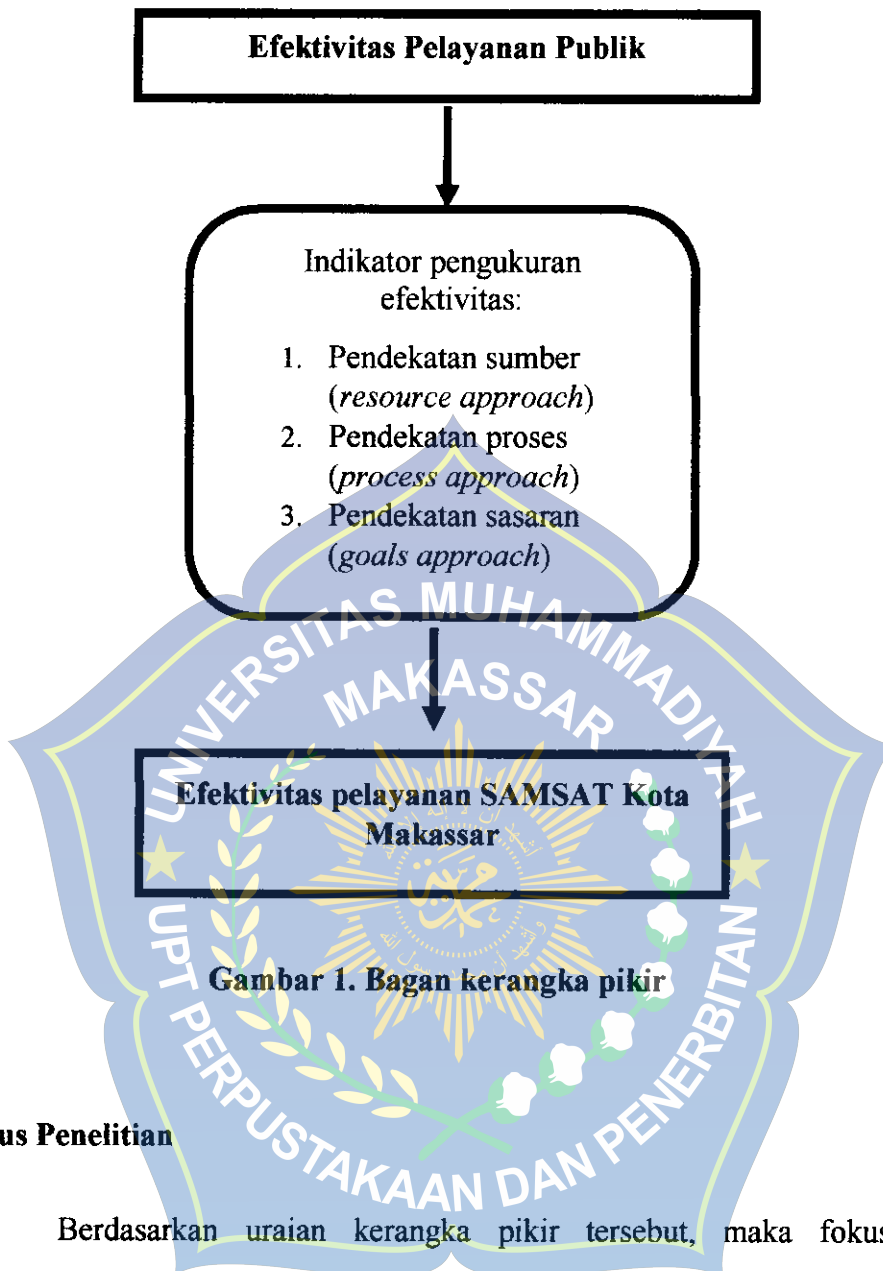 Efektivitas Pelayanan Publik
Indikator pengukuran
efektivitas:
1. Pendekatan sumber
(resource approach)
2. Pendekatan proses
(process approach)
3. Pendekatan sasaran
(goals approach)
UNIVERSITAS MUHAMMADIYAH
MAKASSAR
Efektivitas pelayanan SAMSAT Kota
Makassar
Gambar 1. Bagan kerangka pikir
UPT PERPUSTAKAAN DAN PENERBITAN
us Penelitian
Berdasarkan uraian kerangka pikir tersebut, maka fokus